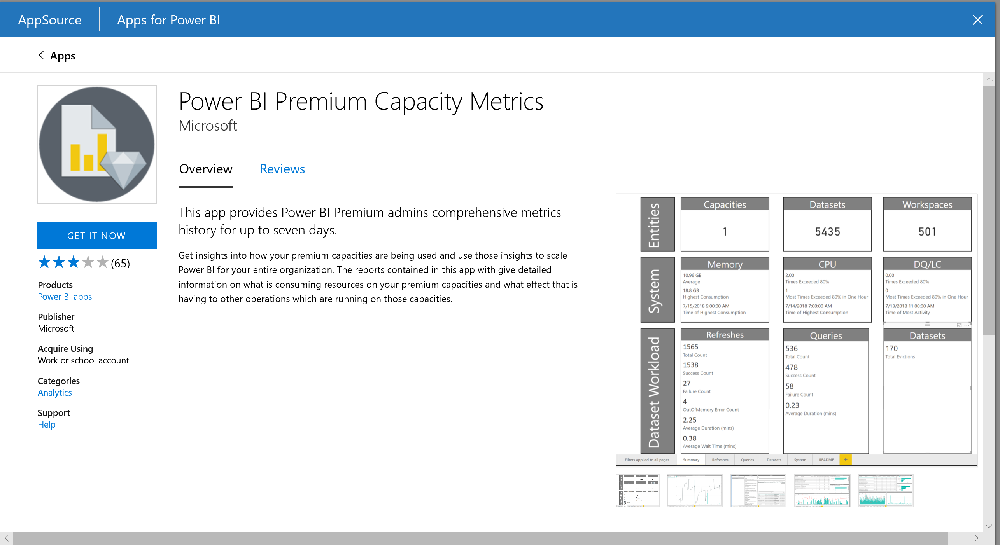 AppSource
Apps for Power BI
Apps
Power BI Premium Capacity Metrics
Microsoft
Overview
Reviews
GET IT NOW
(65)
Products
Power BI apps
Publisher
Microsoft
Acquire Using
Work or school account
Categories
Analytics
Support
Help
This app provides Power BI Premium admins comprehensive metrics
history for up to seven days.
Get insights into how your premium capacities are being used and use those insights to scale
Power BI for your entire organization. The reports contained in this app with give detailed
information on what is consuming resources on your premium capacities and what effect that is
having to other operations which are running on those capacities.
Entities
Capacities
1
Datasets
5435
Workspaces
501
System
Memory
10.96 GB
Average
18.8 GB
Highest Consumption
7/15/2018 9:00:00 AM
Time of Highest Consumption
CPU
2.00
Times Exceeded 80%
1
Most Times Exceeded 80% in One Hour
7/14/2018 7:00:00 AM
Time of Highest Consumption
DQ/LC
0.00
Times Exceeded 80%
0
Most Times Exceeded 80% in One Hour
7/13/2018 11:00:00 AM
Time of Most Activity
Dataset Workload
Refreshes
1565
Total Count
1538
Success Count
27
Failure Count
4
OutOfMemory Error Count
2.25
Average Duration (mins)
0.38
Average Wait Time (mins)
Queries
536
Total Count
478
Success Count
58
Failure Count
0.23
Average Duration (mins)
Datasets
170
Total Evictions
Filters applied to all pages
Summary
Refreshes
Queries
Datasets
System
README
+